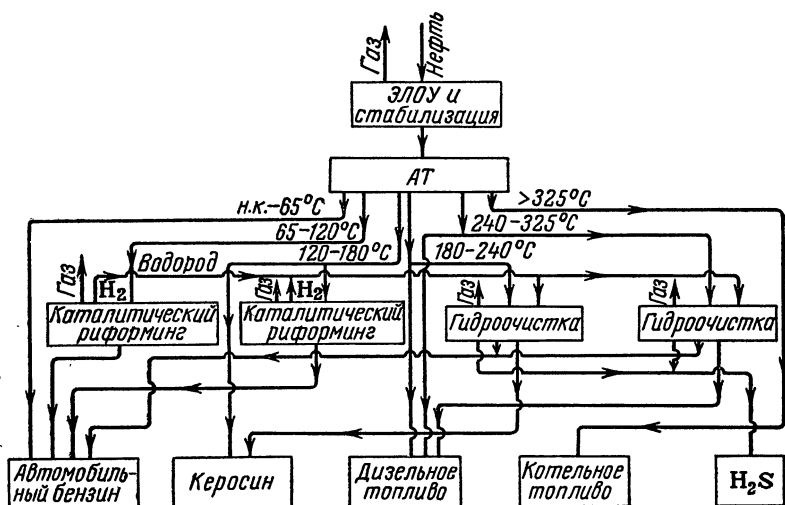 Газ
Нефть
ЭЛОУ и
стабилизация
АТ
н.к.-65°С
>325°С
65-120°С
240-325°С
120-180°С
180-240°С
Газ
H₂
Водород
Газ
H₂
Газ
Газ
Каталитический
риформинг
Каталитический
риформинг
Гидроочистка
Гидроочистка
Автомобиль-
ный бензин
Керосин
Дизельное
топливо
Котельное
топливо
H₂S